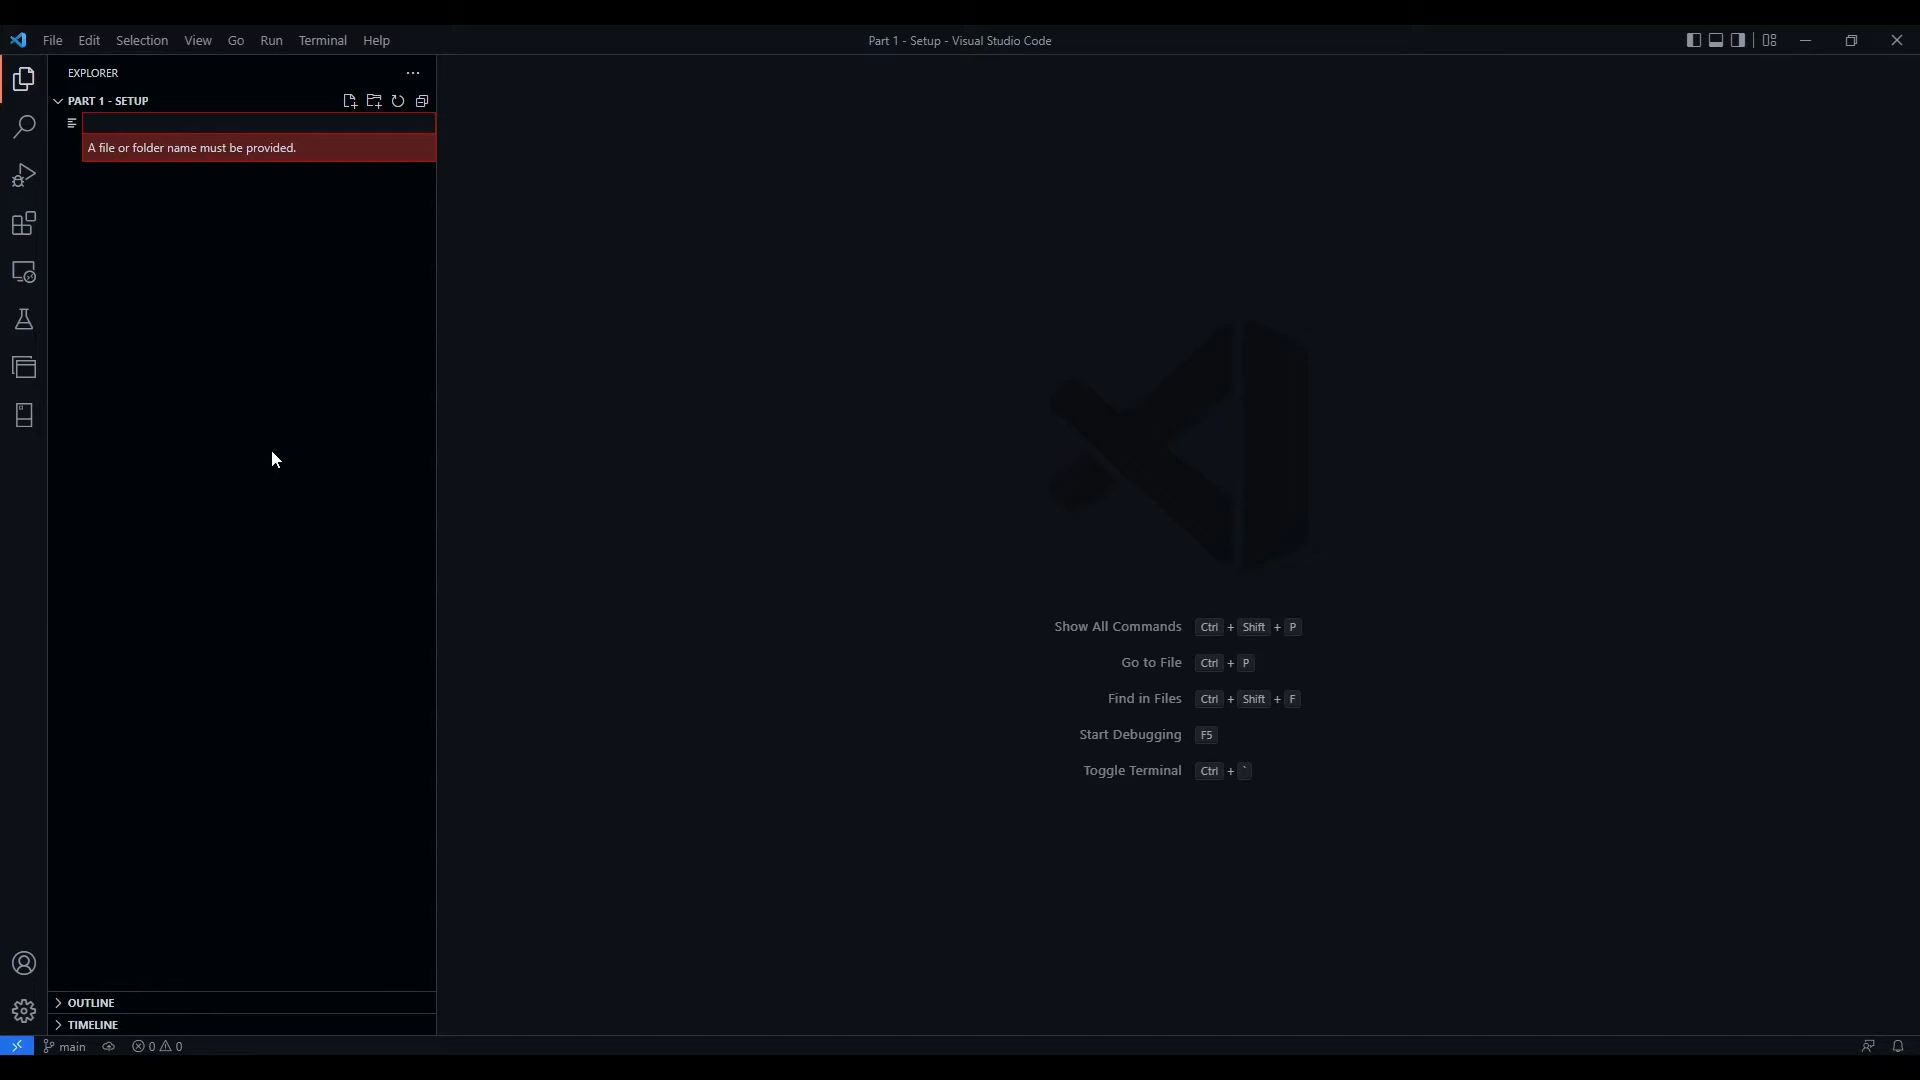 File Edit Selection View Go Run Terminal Help
Part 1 - Setup - Visual Studio Code
EXPLORER
PART 1 - SETUP
A file or folder name must be provided.
Show All Commands Ctrl + Shift + P
Go to File Ctrl + P
Find in Files Ctrl + Shift + F
Start Debugging F5
Toggle Terminal Ctrl + `
OUTLINE
TIMELINE
main 0 0